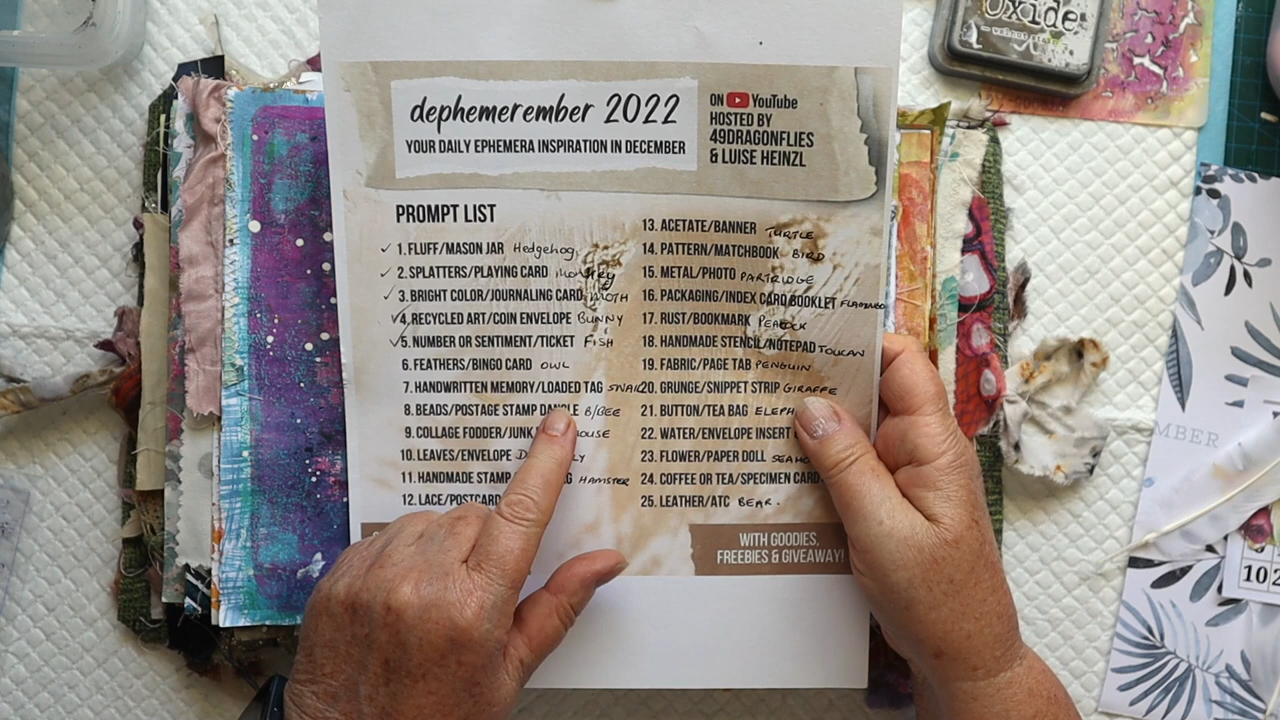 Oxide
dephemerember 2022
YOUR DAILY EPHEMERA INSPIRATION IN DECEMBER
ON YouTube
HOSTED BY
49DRAGONFLIES
& LUISE HEINZL
PROMPT LIST
✓ 1. FLUFF/MASON JAR Hedgehog
✓ 2. SPLATTERS/PLAYING CARD Monkey
✓ 3. BRIGHT COLOR/JOURNALING CARD MOTH
✓ 4. RECYCLED ART/COIN ENVELOPE BUNNY
✓ 5. NUMBER OR SENTIMENT/TICKET FISH
6. FEATHERS/BINGO CARD OWL
7. HANDWRITTEN MEMORY/LOADED TAG SNAIL
8. BEADS/POSTAGE STAMP B/BEE
9. COLLAGE FODDER/JUNK
10. LEAVES/ENVELOPE
11. HANDMADE STAMP HAMSTER
12. LACE/POSTCARD
13. ACETATE/BANNER TURTLE
14. PATTERN/MATCHBOOK BIRD
15. METAL/PHOTO PARTRIDGE
16. PACKAGING/INDEX CARD BOOKLET FLAMINGO
17. RUST/BOOKMARK PEACOCK
18. HANDMADE STENCIL/NOTEPAD TOUCAN
19. FABRIC/PAGE TAB PENGUIN
20. GRUNGE/SNIPPET STRIP GIRAFFE
21. BUTTON/TEA BAG ELEPH
22. WATER/ENVELOPE INSERT
23. FLOWER/PAPER DOLL
24. COFFEE OR TEA/SPECIMEN CARD
25. LEATHER/ATC BEAR.
WITH GOODIES,
FREEBIES & GIVEAWAY!
MBER
10